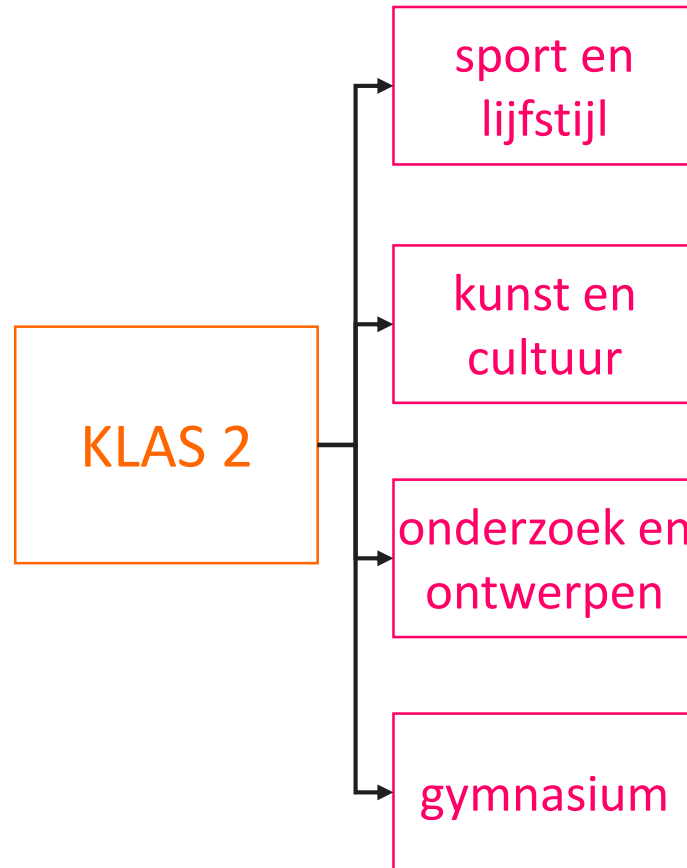 sport en
lijfstijl
kunst en
cultuur
KLAS 2
onderzoek en
ontwerpen
gymnasium